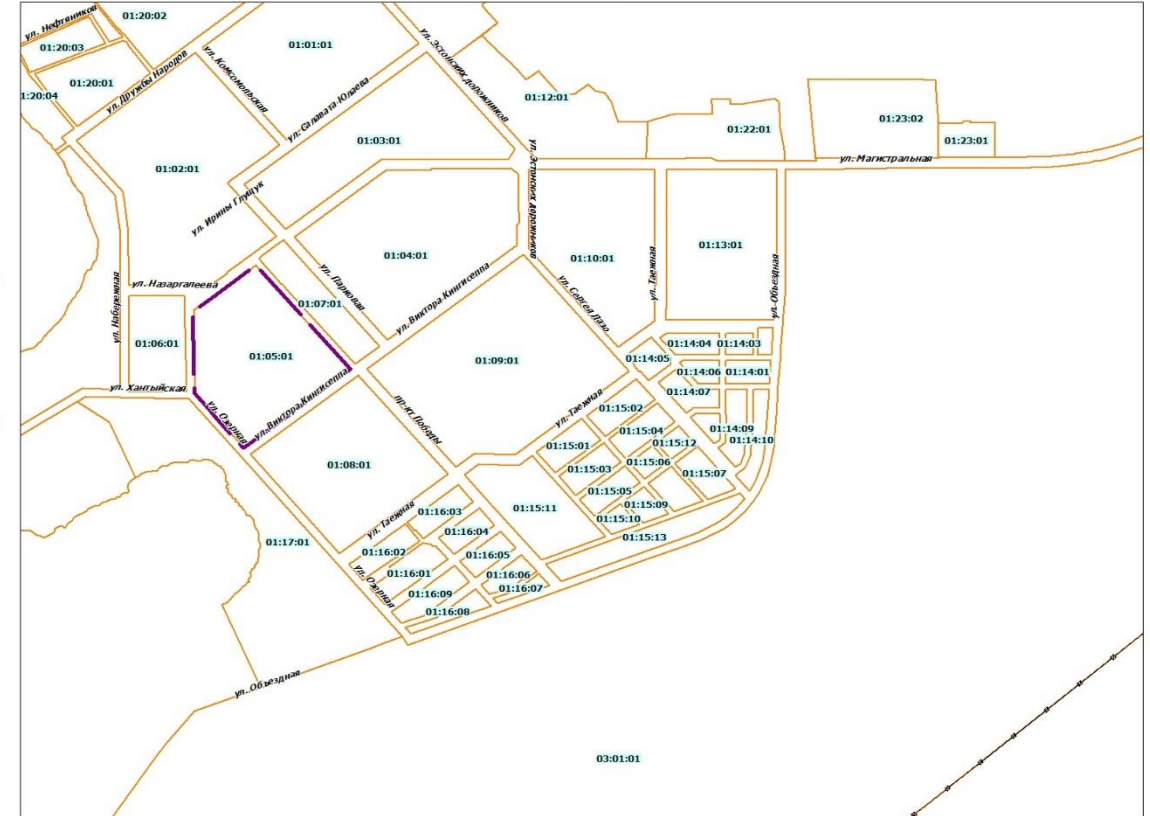 01:20:02
ул. Нефтяников
01:20:03
01:01:01
ул. Эстонских дорожников
ул. Комсомольская
01:20:01
ул. Дружбы Народов
1:20:04
ул. Салавата Юлаева
01:12:01
01:23:02
01:22:01
01:03:01
01:23:01
ул. Магистральная
01:02:01
ул. Эстонских дорожников
ул. Ирины Глущук
01:13:01
01:04:01
01:10:01
ул. Таежная
ул. Объездная
ул. Парковая
ул. Назаргалеева
ул. Набережная
01:07:01
ул. Виктора Кингисеппа
ул. Сергея Лазо
01:06:01
01:05:01
01:09:01
01:14:04
01:14:03
01:14:05
01:14:06
01:14:01
ул. Хантыйская
ул. Виктора Кингисеппа
01:14:07
ул. Озерная
пр-кт Победы
ул. Таежная
01:15:02
01:14:09
01:15:04
01:14:10
01:15:12
01:15:01
01:08:01
01:15:06
01:15:03
01:15:07
01:15:05
01:15:09
01:15:11
01:16:03
01:15:10
ул. Таежная
01:16:04
01:15:13
01:17:01
01:16:02
01:16:05
01:16:01
01:16:06
ул. Озерная
01:16:07
01:16:09
01:16:08
ул. Объездная
03:01:01